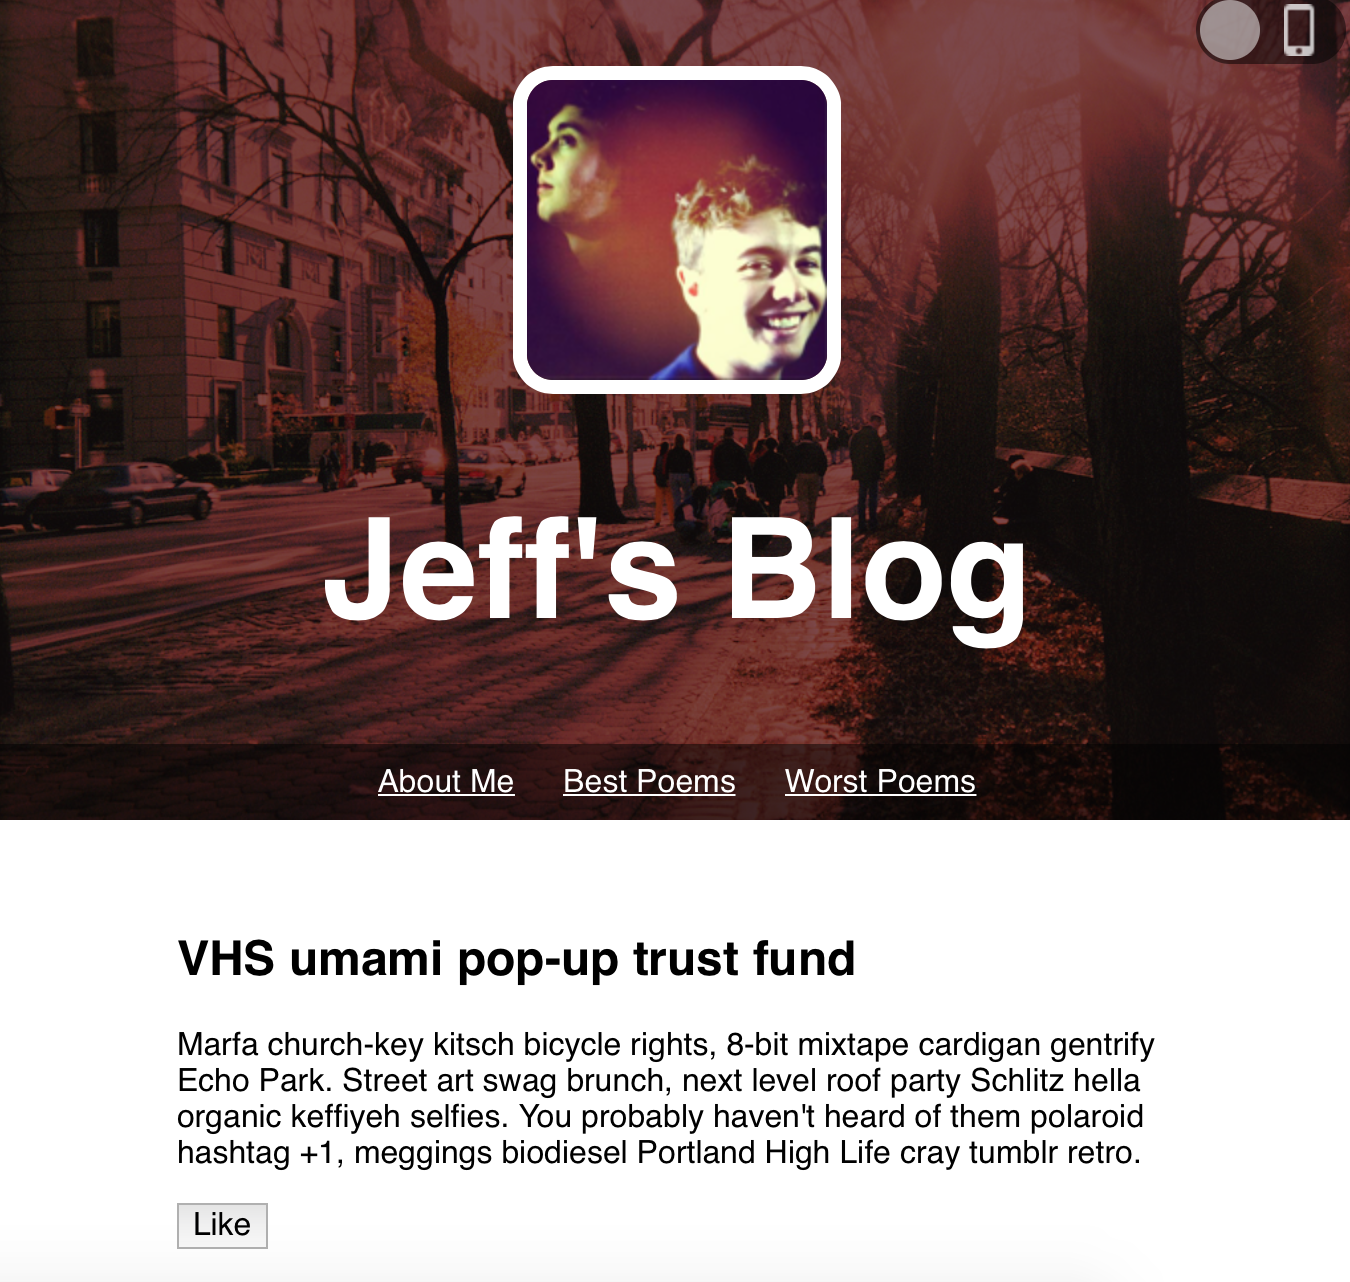 Jeff's Blog
About Me Best Poems Worst Poems
VHS umami pop-up trust fund
Marfa church-key kitsch bicycle rights, 8-bit mixtape cardigan gentrify
Echo Park. Street art swag brunch, next level roof party Schlitz hella
organic keffiyeh selfies. You probably haven't heard of them polaroid
hashtag +1, meggings biodiesel Portland High Life cray tumblr retro.
Like